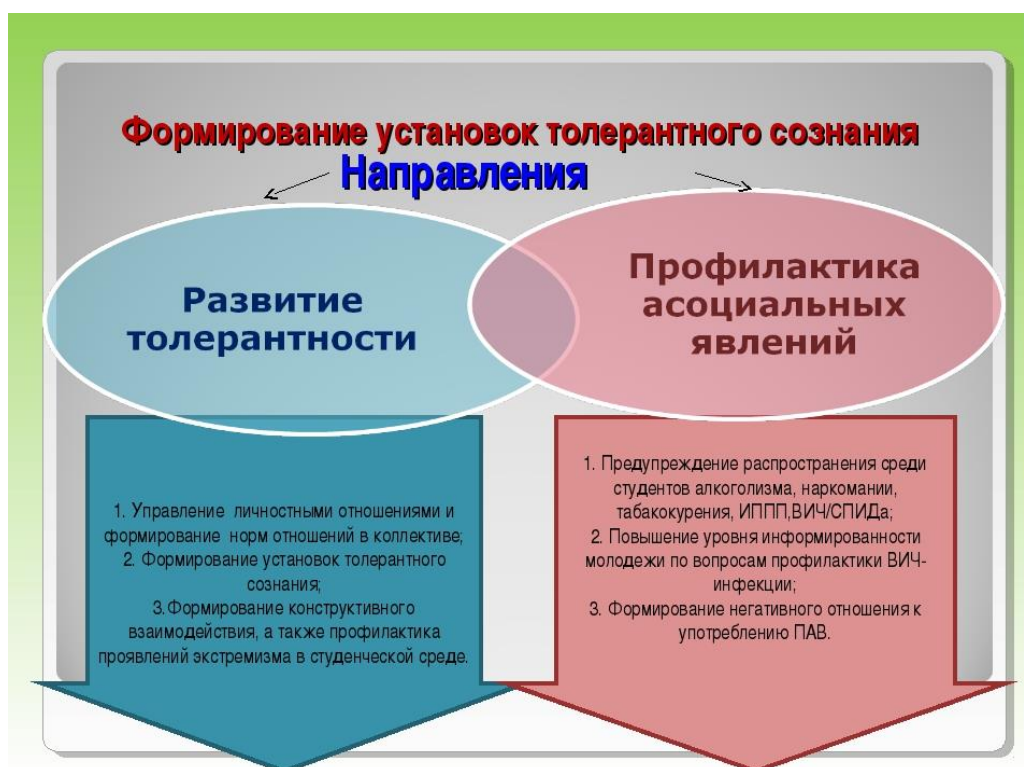 Формирование установок толерантного сознания
Направления
Развитие
толерантности
Профилактика
асоциальных
явлений
1. Управление личностными отношениями и
формирование норм отношений в коллективе;
2. Формирование установок толерантного
сознания;
3.Формирование конструктивного
взаимодействия, а также профилактика
проявлений экстремизма в студенческой среде.
1. Предупреждение распространения среди
студентов алкоголизма, наркомании,
табакокурения, ИППП,ВИЧ/СПИДа;
2. Повышение уровня информированности
молодежи по вопросам профилактики ВИЧ-
инфекции;
3. Формирование негативного отношения к
употреблению ПАВ.